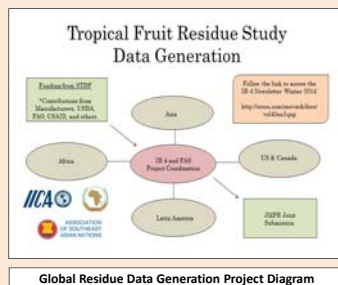 Tropical Fruit Residue Study
Data Generation
Funding from STDF
*Contributions from
Manufacturers, USDA,
FAO, USAID, and others
Follow the link to access the
IR-4 Newsletter Winter 2014
Asia
Africa
IR-4 and FAS
Project Coordination
US & Canada
Latin America
JMPR Joint
Submission
IICA
ASSOCIATION
OF SOUTHEAST
ASIAN NATIONS
Global Residue Data Generation Project Diagram